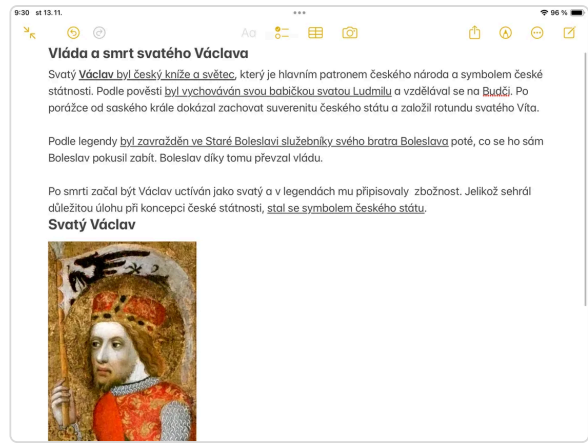 9:30 st 13. 11.
96 %
Aa
Vláda a smrt svatého Václava
Svatý Václav byl český kníže a světec, který je hlavním patronem českého národa a symbolem české
státnosti. Podle pověsti byl vychováván svou babičkou svatou Ludmilu a vzdělával se na Budči. Po
porážce od saského krále dokázal zachovat suverenitu českého státu a založil rotundu svatého Víta.
Podle legendy byl zavražděn ve Staré Boleslavi služebníky svého bratra Boleslava poté, co se ho sám
Boleslav pokusil zabít. Boleslav díky tomu převzal vládu.
Po smrti začal být Václav uctíván jako svatý a v legendách mu připisovaly  zbožnost. Jelikož sehrál
důležitou úlohu při koncepci české státnosti, stal se symbolem českého státu.
Svatý Václav